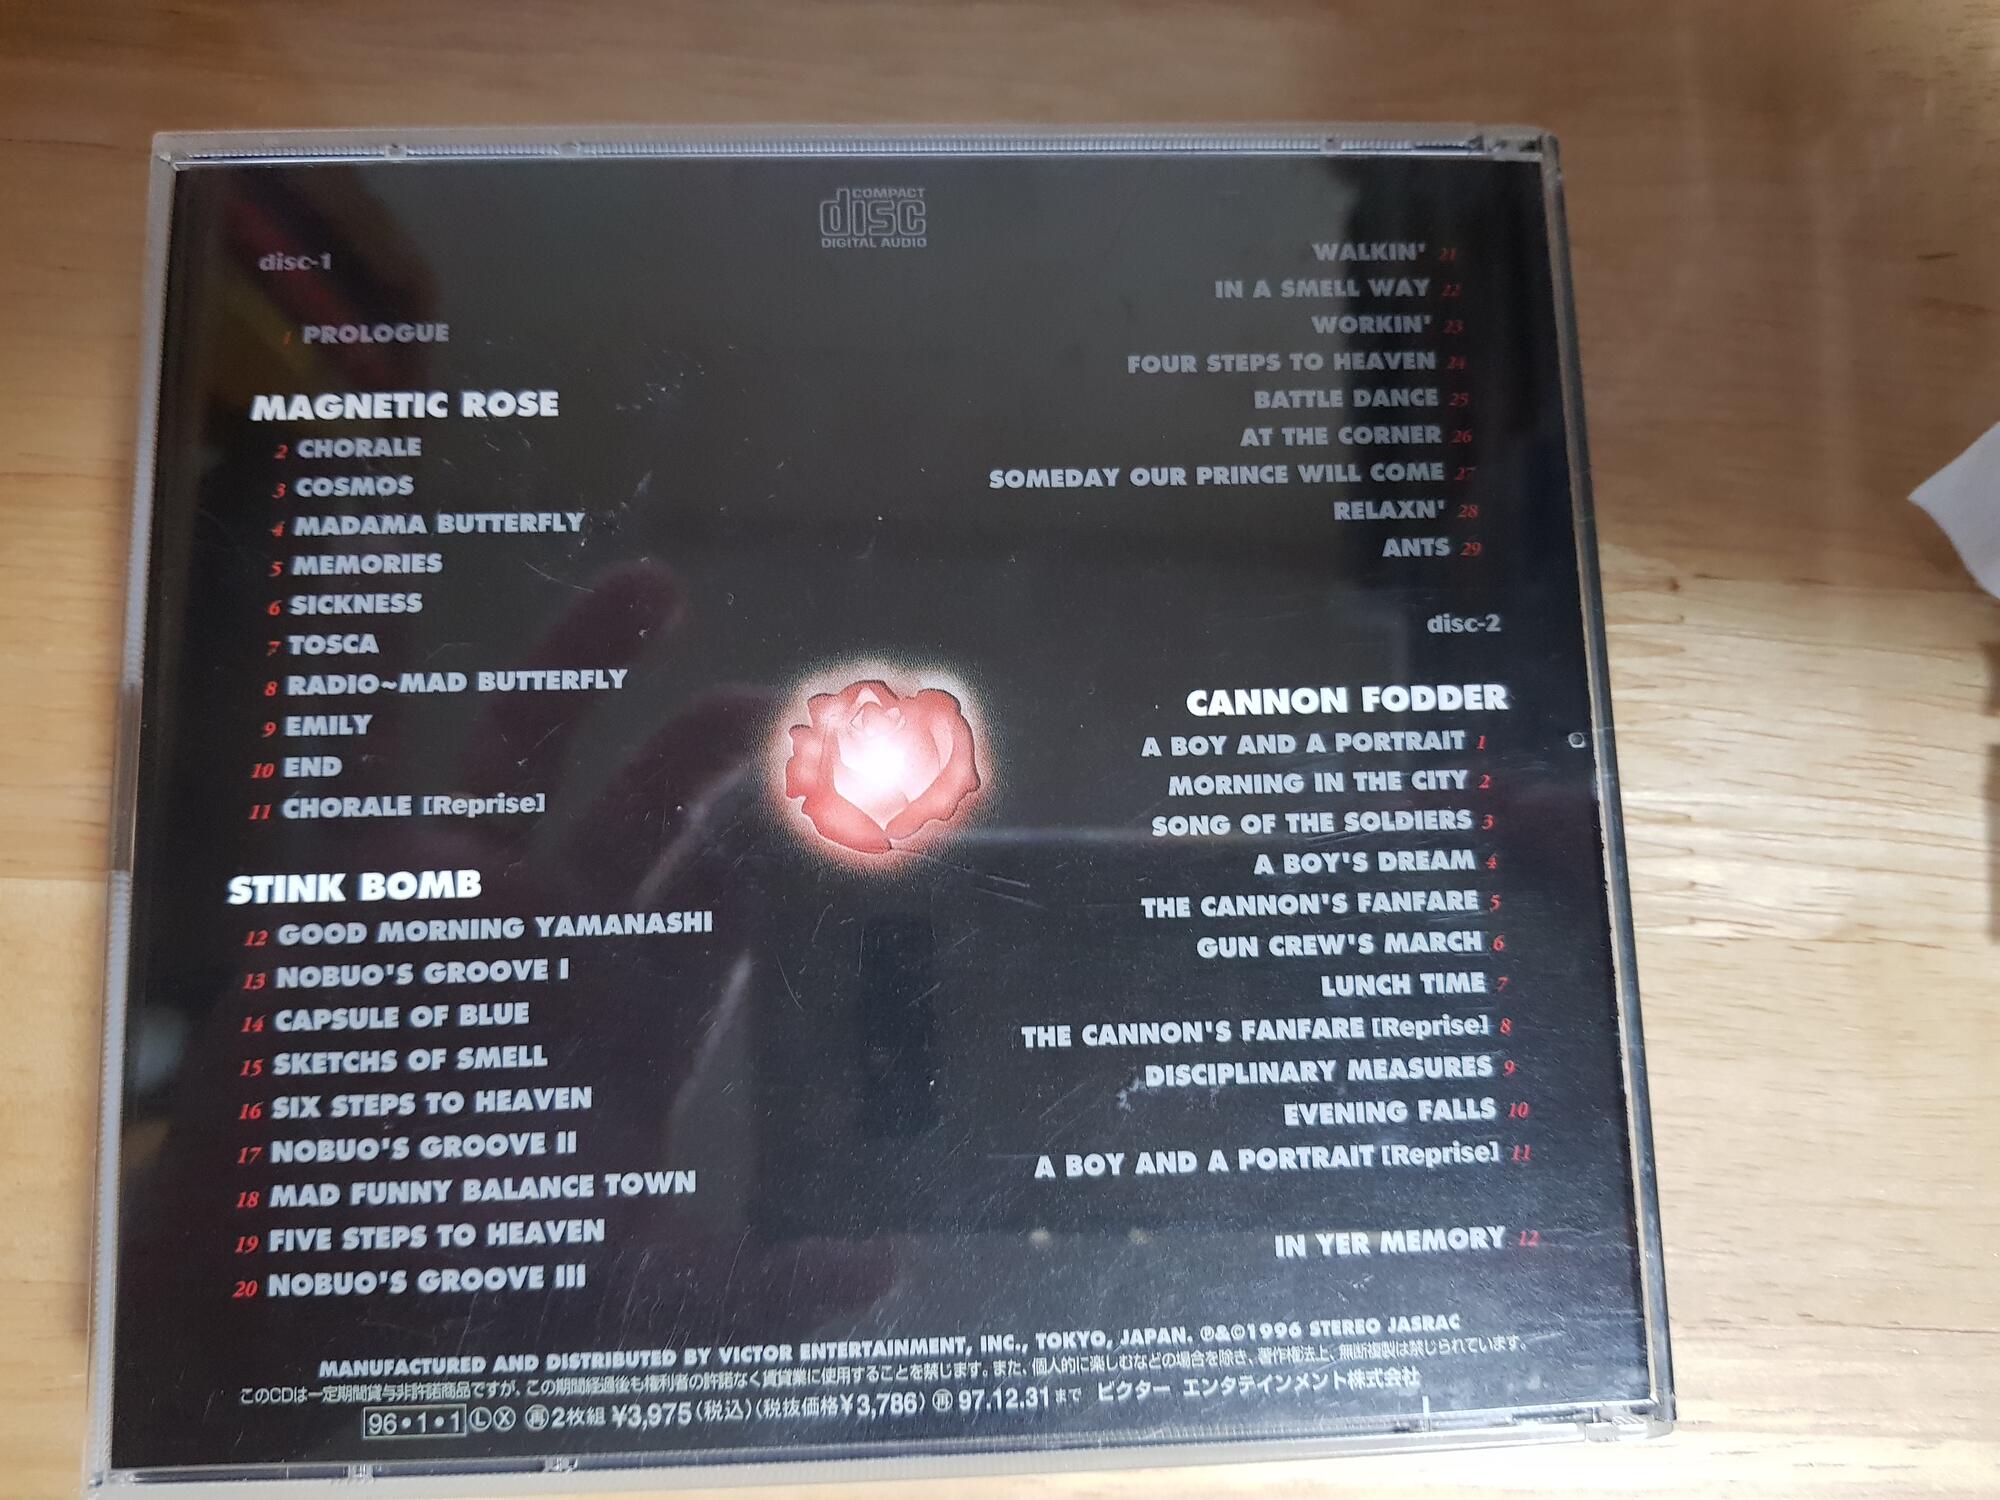 COMPACT
disc
DIGITAL AUDIO
disc-1
1 PROLOGUE
MAGNETIC ROSE
2 CHORALE
3 COSMOS
4 MADAMA BUTTERFLY
5 MEMORIES
6 SICKNESS
7 TOSCA
8 RADIO~MAD BUTTERFLY
9 EMILY
10 END
11 CHORALE [Reprise]
STINK BOMB
12 GOOD MORNING YAMANASHI
13 NOBUO'S GROOVE I
14 CAPSULE OF BLUE
15 SKETCHS OF SMELL
16 SIX STEPS TO HEAVEN
17 NOBUO'S GROOVE II
18 MAD FUNNY BALANCE TOWN
19 FIVE STEPS TO HEAVEN
20 NOBUO'S GROOVE III
WALKIN' 21
IN A SMELL WAY 22
WORKIN' 23
FOUR STEPS TO HEAVEN 24
BATTLE DANCE 25
AT THE CORNER 26
SOMEDAY OUR PRINCE WILL COME 27
RELAXN' 28
ANTS 29
disc-2
CANNON FODDER
A BOY AND A PORTRAIT 1
MORNING IN THE CITY 2
SONG OF THE SOLDIERS 3
A BOY'S DREAM 4
THE CANNON'S FANFARE 5
GUN CREW'S MARCH 6
LUNCH TIME 7
THE CANNON'S FANFARE [Reprise] 8
DISCIPLINARY MEASURES 9
EVENING FALLS 10
A BOY AND A PORTRAIT [Reprise] 11
IN YER MEMORY 12
MANUFACTURED AND DISTRIBUTED BY VICTOR ENTERTAINMENT, INC., TOKYO, JAPAN. ℗&©1996 STEREO JASRAC
このCDは一定期間貸与非許諾商品ですが、この期間経過後も権利者の許諾なく賃貸業に使用することを禁じます。また、個人的に楽しむなどの場合を除き、著作権法上、無断複製は禁じられています。
96・1・1 Ⓛ Ⓧ ㊢2枚組 ¥3,975(税込)(税抜価格¥3,786) 97.12.31まで ビクター エンタテインメント株式会社